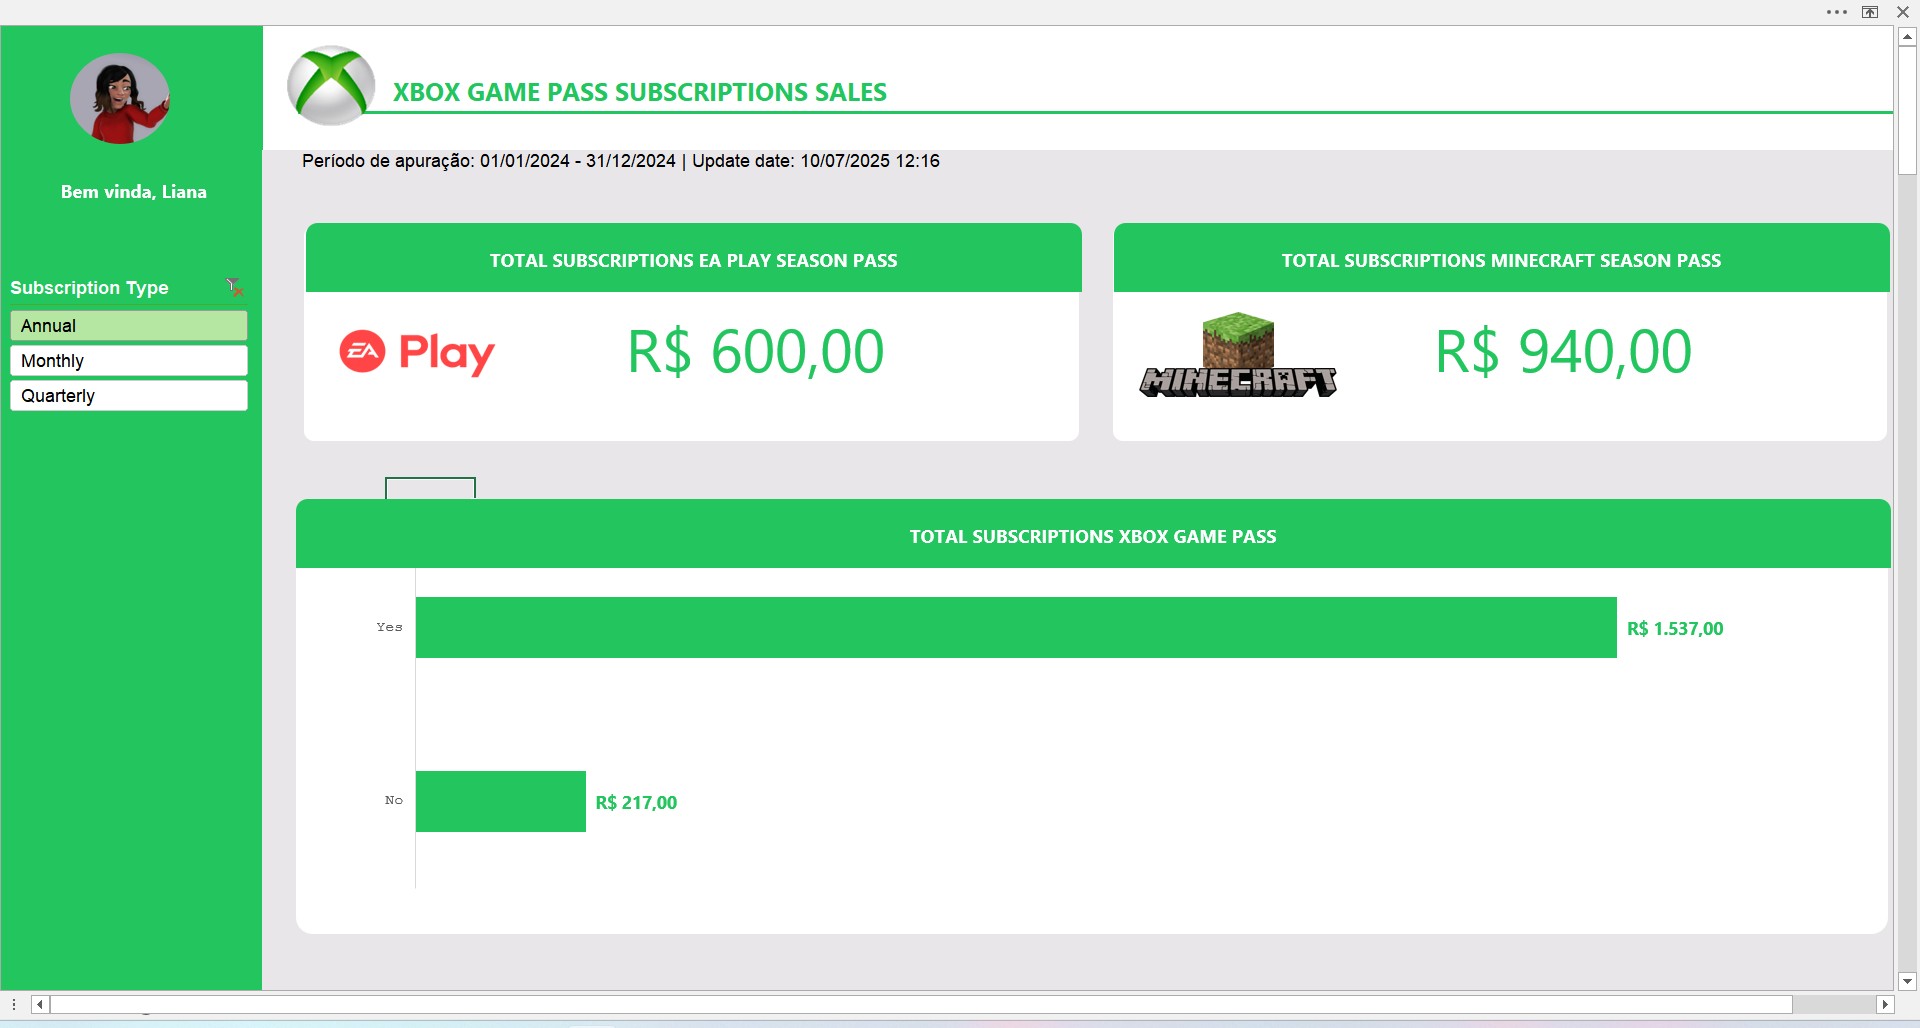 XBOX GAME PASS SUBSCRIPTIONS SALES
Período de apuração: 01/01/2024 - 31/12/2024 | Update date: 10/07/2025 12:16
Bem vinda, Liana
Subscription Type
Annual
Monthly
Quarterly
TOTAL SUBSCRIPTIONS EA PLAY SEASON PASS
EA Play
R$ 600,00
TOTAL SUBSCRIPTIONS MINECRAFT SEASON PASS
MINECRAFT
R$ 940,00
TOTAL SUBSCRIPTIONS XBOX GAME PASS
Yes
R$ 1.537,00
No
R$ 217,00